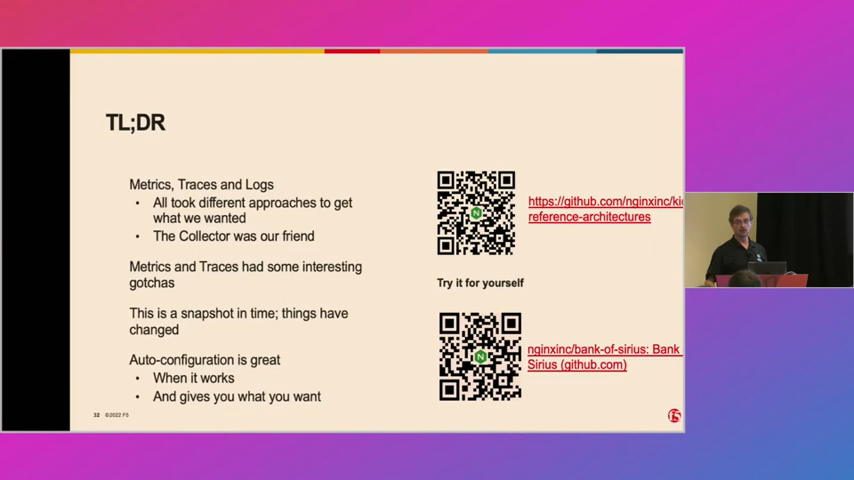 TL;DR
Metrics, Traces and Logs
• All took different approaches to get
what we wanted
• The Collector was our friend
Metrics and Traces had some interesting
gotchas
This is a snapshot in time; things have
changed
Auto-configuration is great
• When it works
• And gives you what you want
https://github.com/nginxinc/kic-
reference-architectures
Try it for yourself
nginxinc/bank-of-sirius: Bank
Sirius (github.com)
32 ©2022 F5
N
N
f5